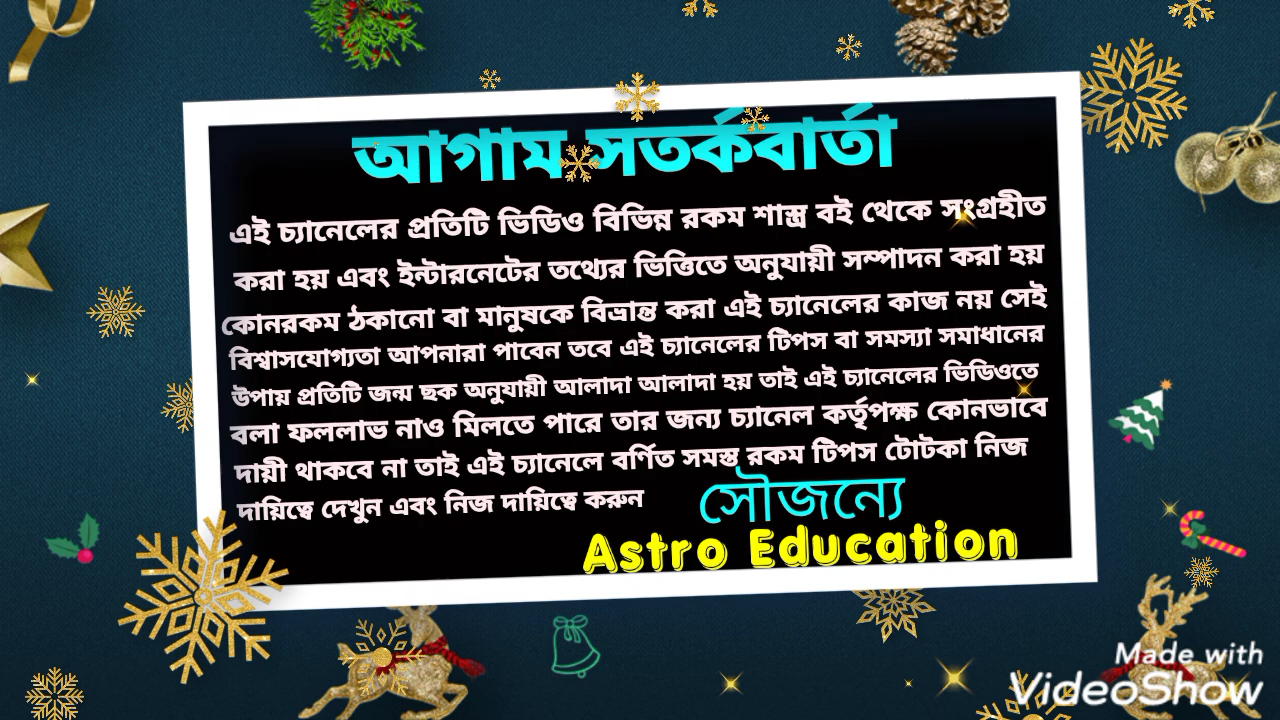 আগাম সতর্কবার্তা
এই চ্যানেলের প্রতিটি ভিডিও বিভিন্ন রকম শাস্ত্র বই থেকে সংগ্রহীত
করা হয় এবং ইন্টারনেটের তথ্যের ভিত্তিতে অনুযায়ী সম্পাদন করা হয়
কোনরকম ঠকানো বা মানুষকে বিভ্রান্ত করা এই চ্যানেলের কাজ নয় সেই
বিশ্বাসযোগ্যতা আপনারা পাবেন তবে এই চ্যানেলের টিপস বা সমস্যা সমাধানের
উপায় প্রতিটি জন্ম ছক অনুযায়ী আলাদা আলাদা হয় তাই এই চ্যানেলের ভিডিওতে
বলা ফললাভ নাও মিলতে পারে তার জন্য চ্যানেল কর্তৃপক্ষ কোনভাবে
দায়ী থাকবে না তাই এই চ্যানেলে বর্ণিত সমস্ত রকম টিপস টোটকা নিজ
দায়িত্বে দেখুন এবং নিজ দায়িত্বে করুন
সৌজন্যে
Astro Education
Made with
VideoShow